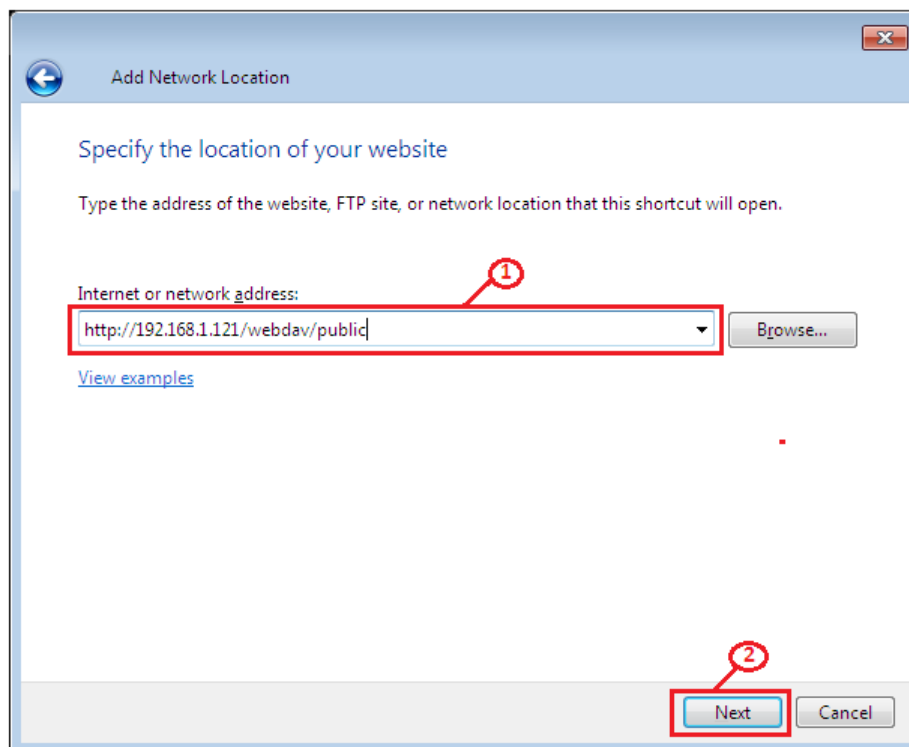 Add Network Location
Specify the location of your website
Type the address of the website, FTP site, or network location that this shortcut will open.
1
Internet or network address:
http://192.168.1.121/webdav/public
Browse...
View examples
2
Next
Cancel